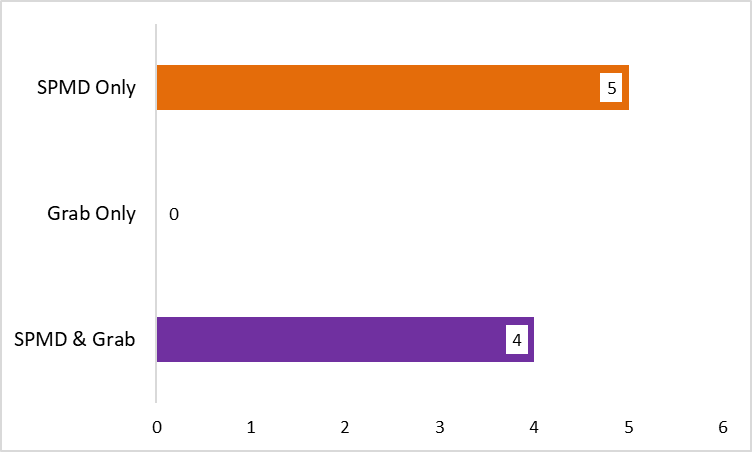 SPMD Only
5
Grab Only
0
SPMD & Grab
4
0 1 2 3 4 5 6